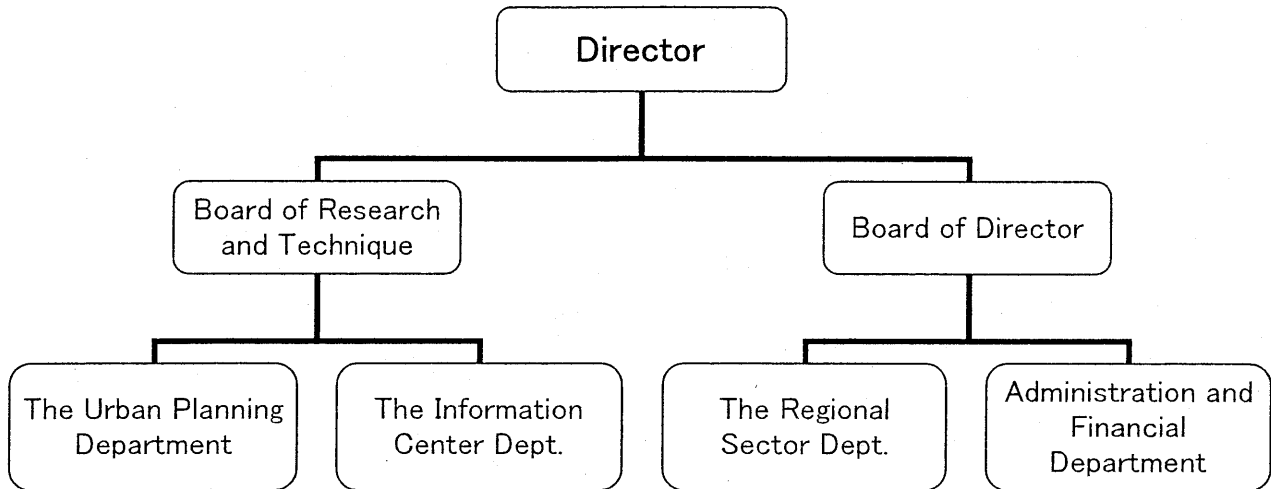 Director
Board of Research
and Technique
Board of Director
The Urban Planning
Department
The Information
Center Dept.
The Regional
Sector Dept.
Administration and
Financial
Department